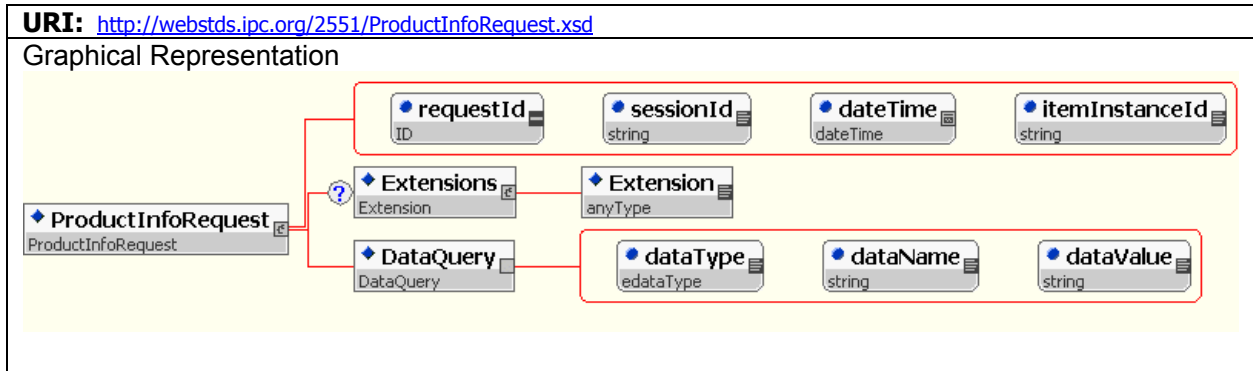 URI: http://webstds.ipc.org/2551/ProductInfoRequest.xsd
Graphical Representation
requestId sessionId dateTime itemInstanceId
ID string dateTime string
? Extensions Extension
Extension anyType
ProductInfoRequest
ProductInfoRequest
DataQuery dataType dataName dataValue
DataQuery edataType string string